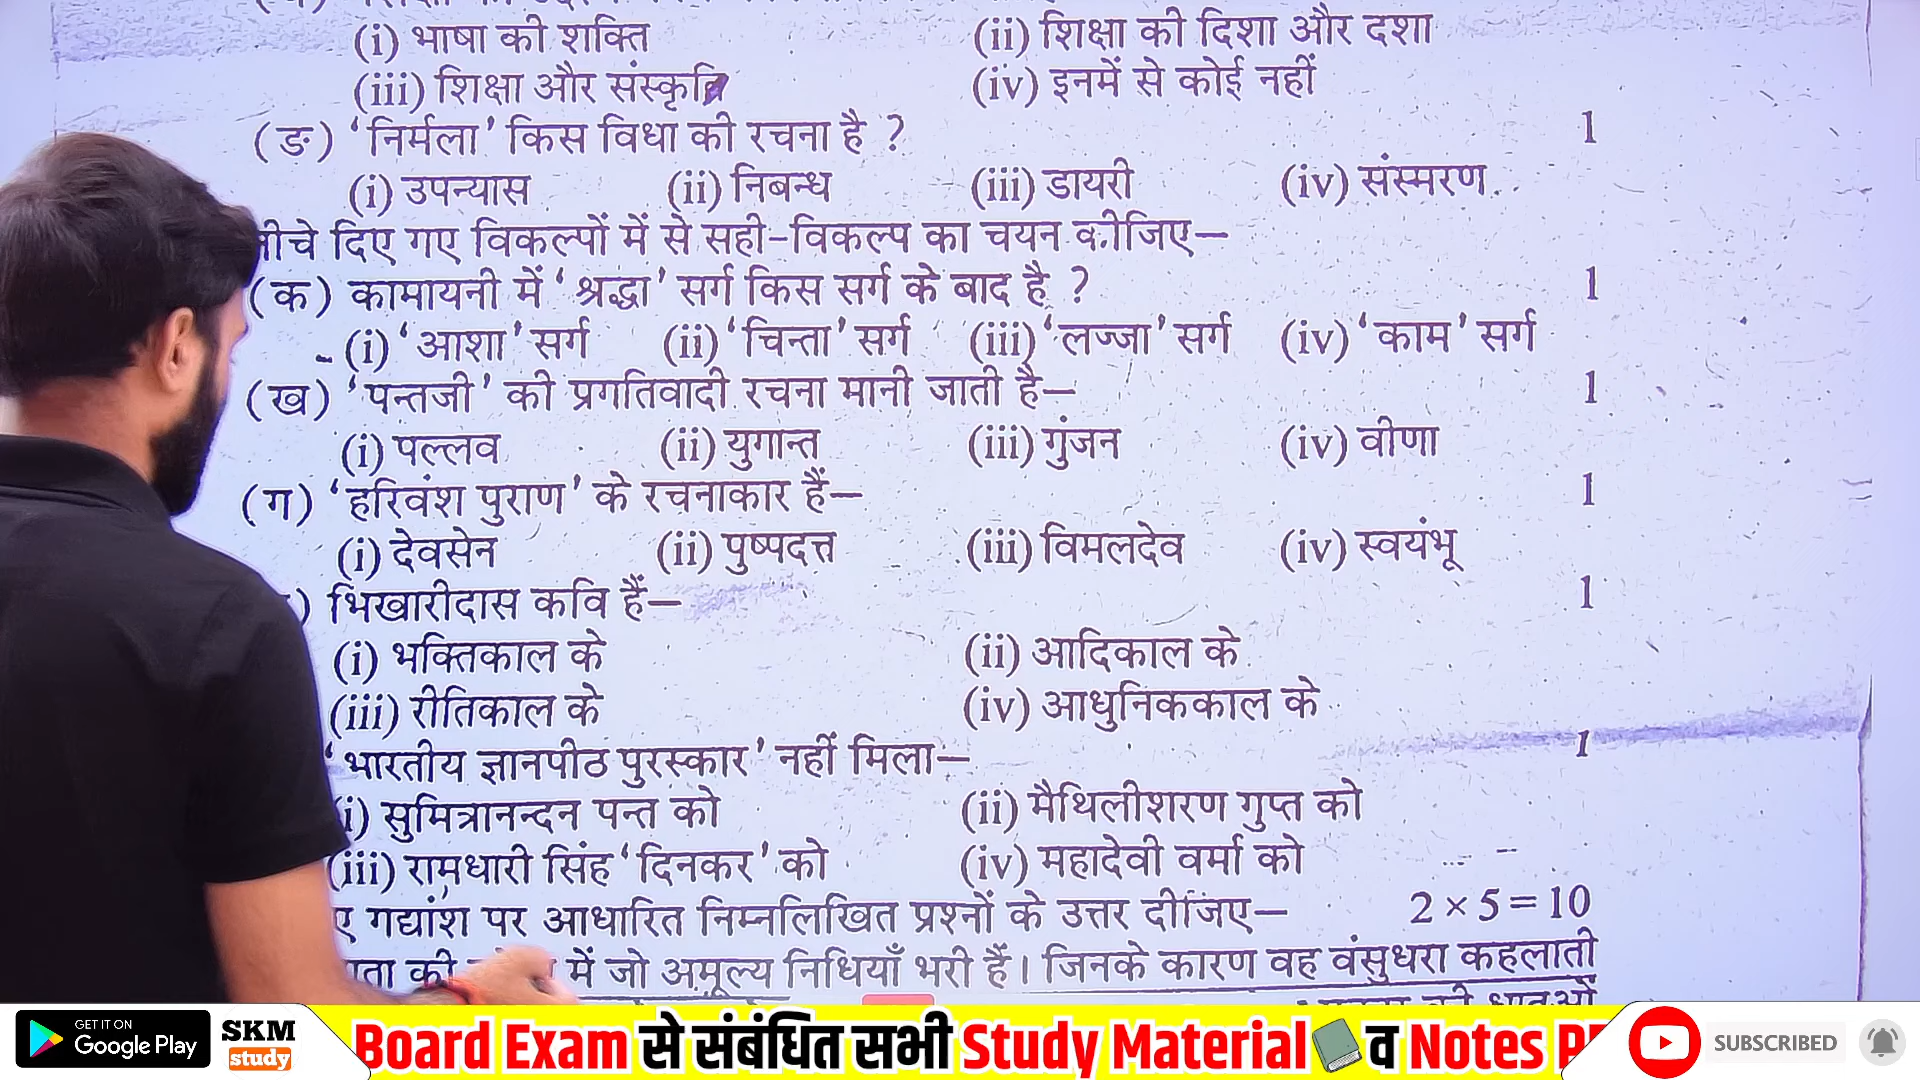 (i) भाषा की शक्ति (ii) शिक्षा की दिशा और दशा
(iii) शिक्षा और संस्कृति (iv) इनमें से कोई नहीं
(ङ) 'निर्मला' किस विधा की रचना है ? 1
(i) उपन्यास (ii) निबन्ध (iii) डायरी (iv) संस्मरण
नीचे दिए गए विकल्पों में से सही-विकल्प का चयन कीजिए–
(क) कामायनी में 'श्रद्धा' सर्ग किस सर्ग के बाद है ? 1
(i) 'आशा' सर्ग (ii) 'चिन्ता' सर्ग (iii) 'लज्जा' सर्ग (iv) 'काम' सर्ग
(ख) 'पन्तजी' की प्रगतिवादी रचना मानी जाती है– 1
(i) पल्लव (ii) युगान्त (iii) गुंजन (iv) वीणा
(ग) 'हरिवंश पुराण' के रचनाकार हैं– 1
(i) देवसेन (ii) पुष्पदत्त (iii) विमलदेव (iv) स्वयंभू
) भिखारीदास कवि हैं– 1
(i) भक्तिकाल के (ii) आदिकाल के
(iii) रीतिकाल के (iv) आधुनिककाल के
'भारतीय ज्ञानपीठ पुरस्कार' नहीं मिला– 1
(i) सुमित्रानन्दन पन्त को (ii) मैथिलीशरण गुप्त को
(iii) रामधारी सिंह 'दिनकर' को (iv) महादेवी वर्मा को
ए गद्यांश पर आधारित निम्नलिखित प्रश्नों के उत्तर दीजिए– 2 × 5 = 10
की में जो अमूल्य निधियाँ भरी हैं। जिनके कारण वह वंसुधरा कहलाती
GET IT ON
Google Play
SKM
study
Board Exam से संबंधित सभी Study Material व Notes
SUBSCRIBED